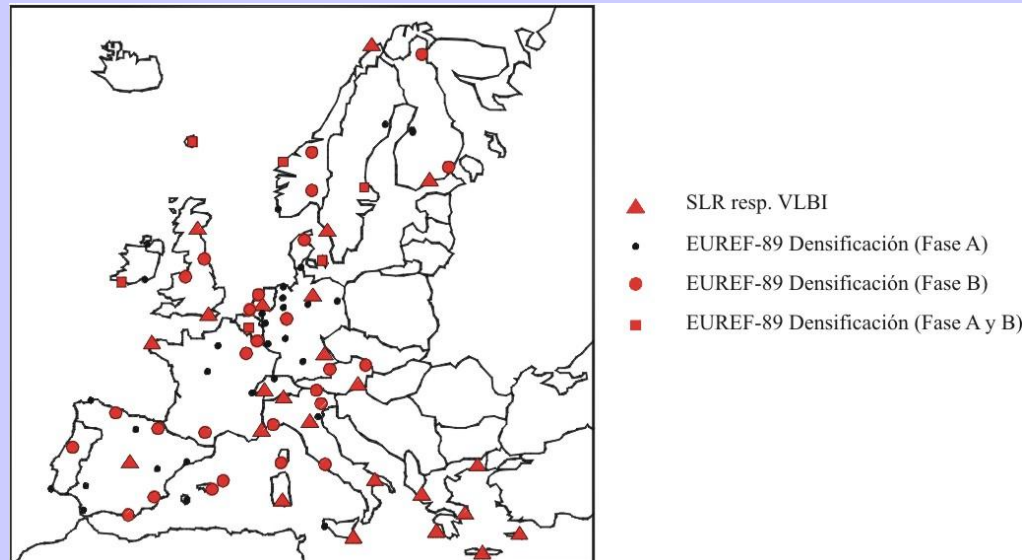 SLR resp. VLBI
EUREF-89 Densificación (Fase A)
EUREF-89 Densificación (Fase B)
EUREF-89 Densificación (Fase A y B)